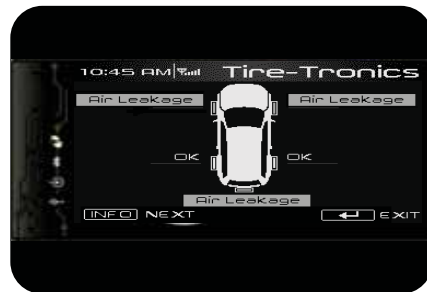 10:45 AM Tire-Tronics
Air Leakage Air Leakage
OK OK
Air Leakage
INFO NEXT EXIT